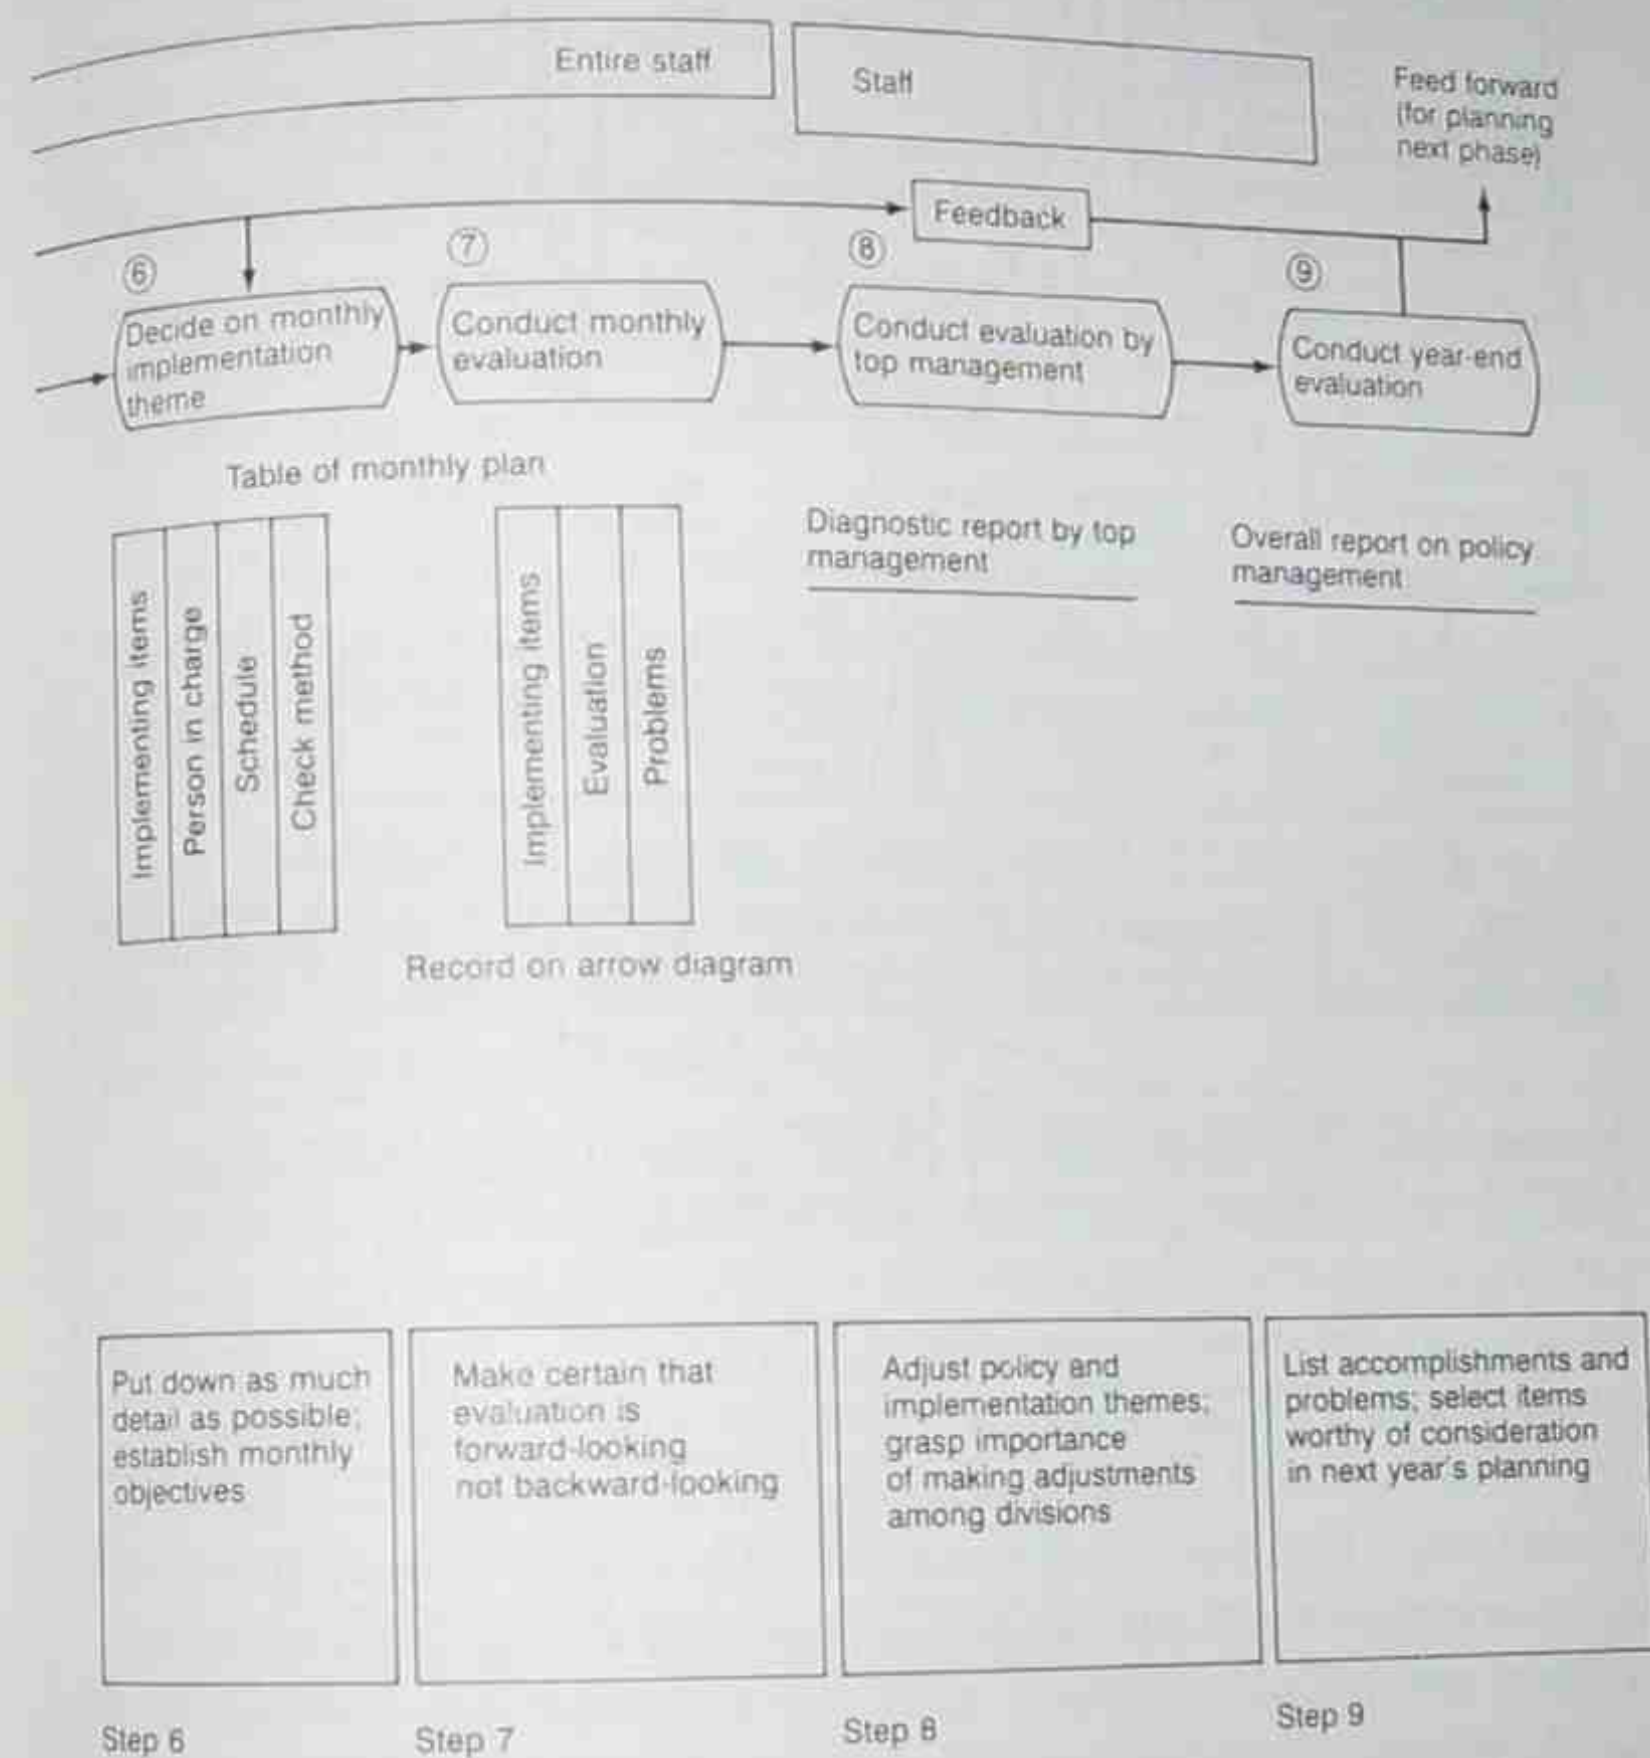 Entire staff
Staff
Feed forward
(for planning
next phase)
Feedback
⑥
⑦
⑧
⑨
Decide on monthly
implementation
theme
Conduct monthly
evaluation
Conduct evaluation by
top management
Conduct year-end
evaluation
Table of monthly plan
Implementing items
Person in charge
Schedule
Check method
Implementing items
Evaluation
Problems
Record on arrow diagram
Diagnostic report by top
management
Overall report on policy
management
Put down as much
detail as possible;
establish monthly
objectives
Make certain that
evaluation is
forward-looking
not backward-looking
Adjust policy and
implementation themes;
grasp importance
of making adjustments
among divisions
List accomplishments and
problems; select items
worthy of consideration
in next year's planning
Step 6
Step 7
Step 8
Step 9